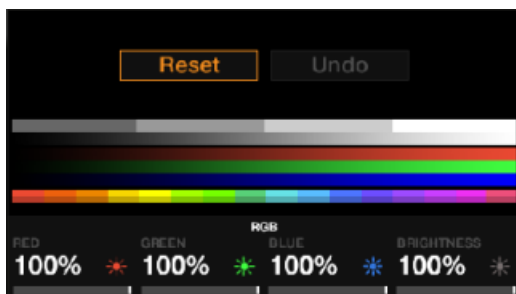 Reset Undo
RGB
RED GREEN BLUE BRIGHTNESS
100% 100% 100% 100%